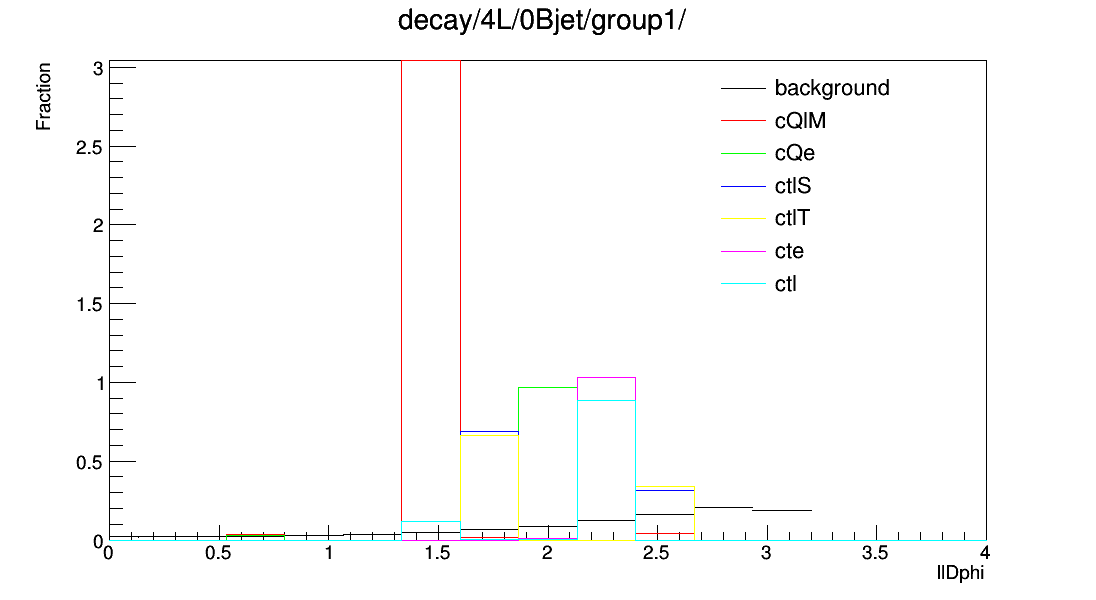 decay/4L/0Bjet/group1/
Fraction
3
2.5
2
1.5
1
0.5
0
background
cQlM
cQe
ctlS
ctlT
cte
ctl
0 0.5 1 1.5 2 2.5 3 3.5 4
llDphi